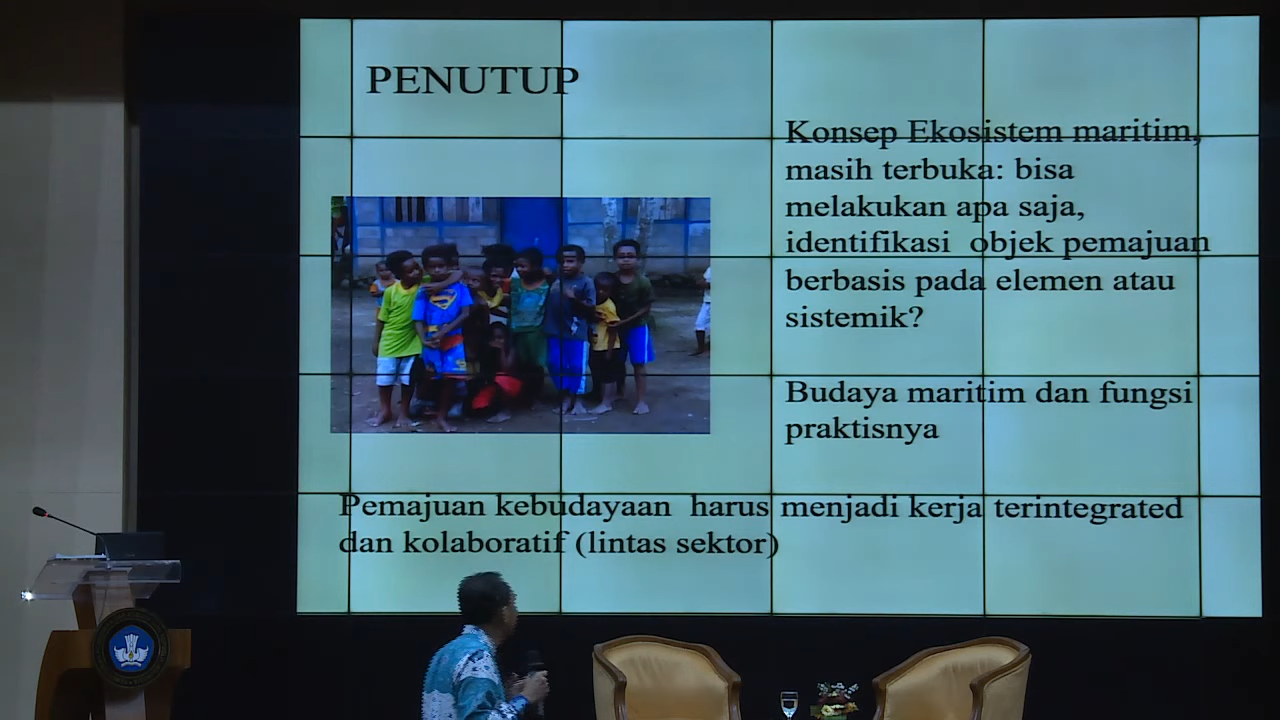 PENUTUP
Konsep Ekosistem maritim,
masih terbuka: bisa
melakukan apa saja,
identifikasi  objek pemajuan
berbasis pada elemen atau
sistemik?
Budaya maritim dan fungsi
praktisnya
Pemajuan kebudayaan  harus menjadi kerja terintegrated
dan kolaboratif (lintas sektor)